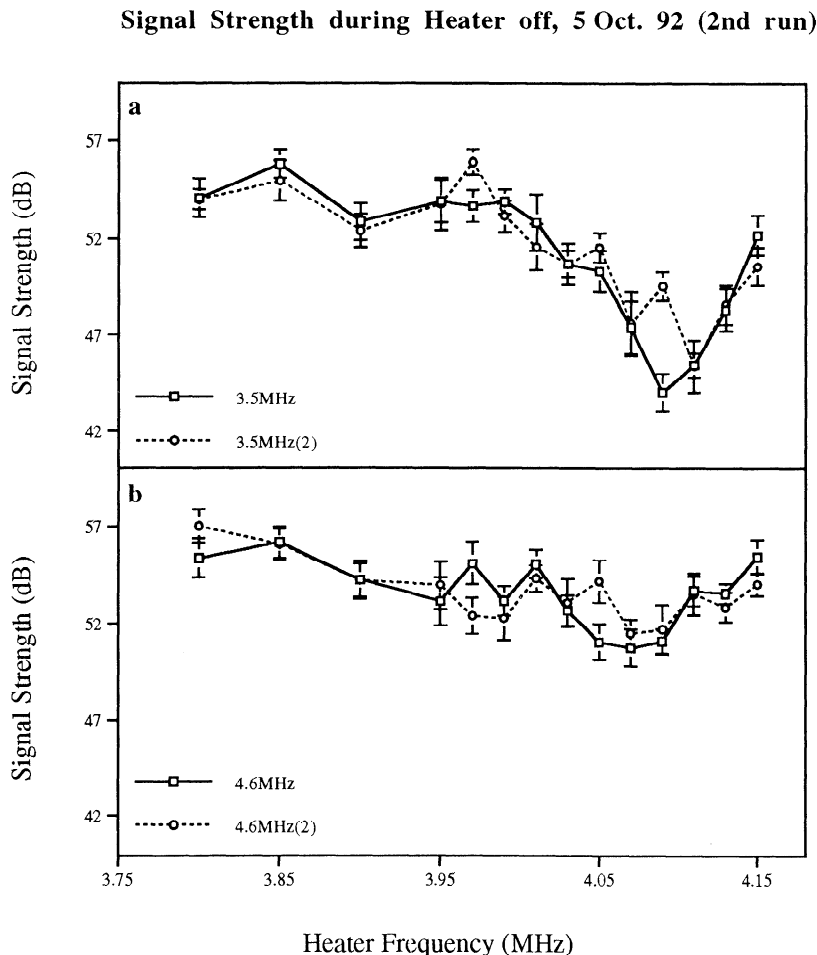 Signal Strength during Heater off, 5 Oct. 92 (2nd run)
a
57
52
47
42
Signal Strength (dB)
3.5MHz
3.5MHz(2)
b
57
52
47
42
Signal Strength (dB)
4.6MHz
4.6MHz(2)
3.75
3.85
3.95
4.05
4.15
Heater Frequency (MHz)